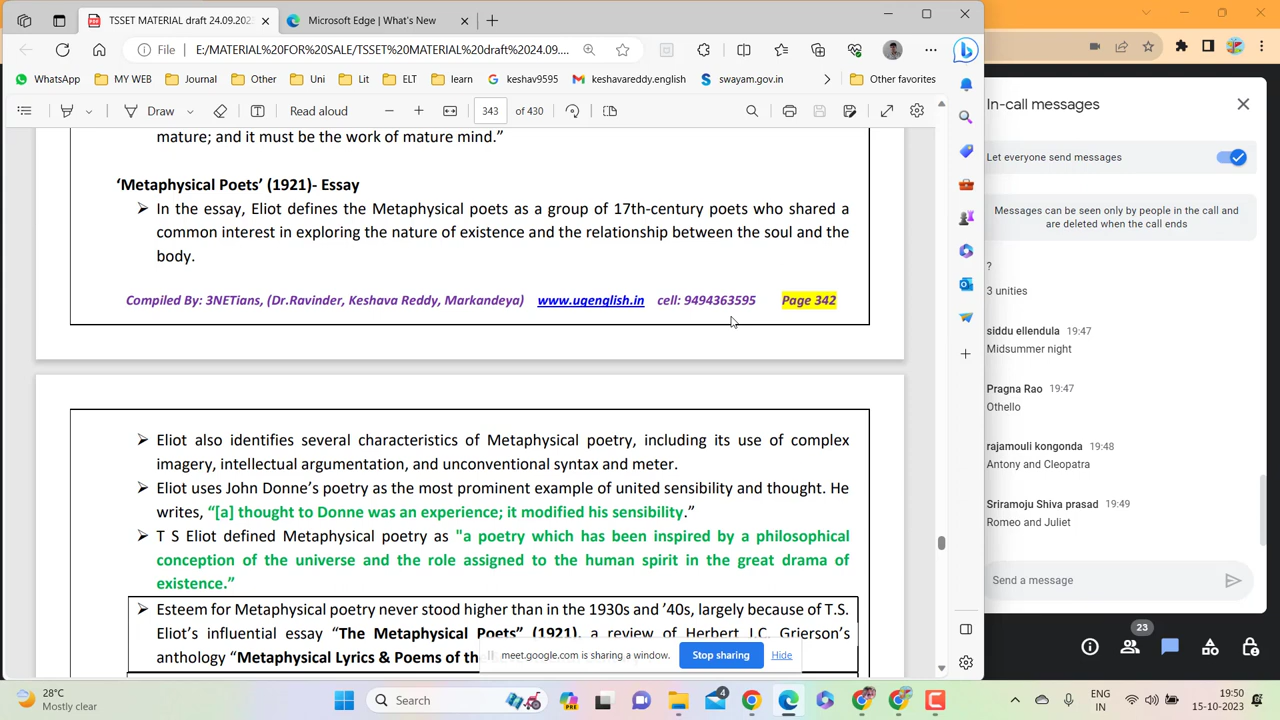 TSSET MATERIAL draft 24.09.202
Microsoft Edge | What's New
File
E:/MATERIAL%20FOR%20SALE/TSSET%20MATERIAL%20draft%2024.09....
WhatsApp
MY WEB
Journal
Other
Uni
Lit
ELT
learn
keshav9595
keshavareddy.english
swayam.gov.in
Other favorites
Draw
Read aloud
343
of 430
mature; and it must be the work of mature mind.”
‘Metaphysical Poets’ (1921)- Essay
In the essay, Eliot defines the Metaphysical poets as a group of 17th-century poets who shared a
common interest in exploring the nature of existence and the relationship between the soul and the
body.
Compiled By: 3NETians, (Dr.Ravinder, Keshava Reddy, Markandeya) www.ugenglish.in cell: 9494363595 Page 342
Eliot also identifies several characteristics of Metaphysical poetry, including its use of complex
imagery, intellectual argumentation, and unconventional syntax and meter.
Eliot uses John Donne’s poetry as the most prominent example of united sensibility and thought. He
writes, “[a] thought to Donne was an experience; it modified his sensibility.”
T S Eliot defined Metaphysical poetry as "a poetry which has been inspired by a philosophical
conception of the universe and the role assigned to the human spirit in the great drama of
existence.”
Esteem for Metaphysical poetry never stood higher than in the 1930s and ’40s, largely because of T.S.
Eliot’s influential essay “The Metaphysical Poets” (1921), a review of Herbert J.C. Grierson’s
anthology “Metaphysical Lyrics & Poems of th
meet.google.com is sharing a window.
Stop sharing
Hide
In-call messages
Let everyone send messages
Messages can be seen only by people in the call and
are deleted when the call ends
?
3 unities
siddu ellendula 19:47
Midsummer night
Pragna Rao 19:47
Othello
rajamouli kongonda 19:48
Antony and Cleopatra
Sriramoju Shiva prasad 19:49
Romeo and Juliet
Send a message
23
28°C
Mostly clear
Search
4
ENG
IN
19:50
15-10-2023